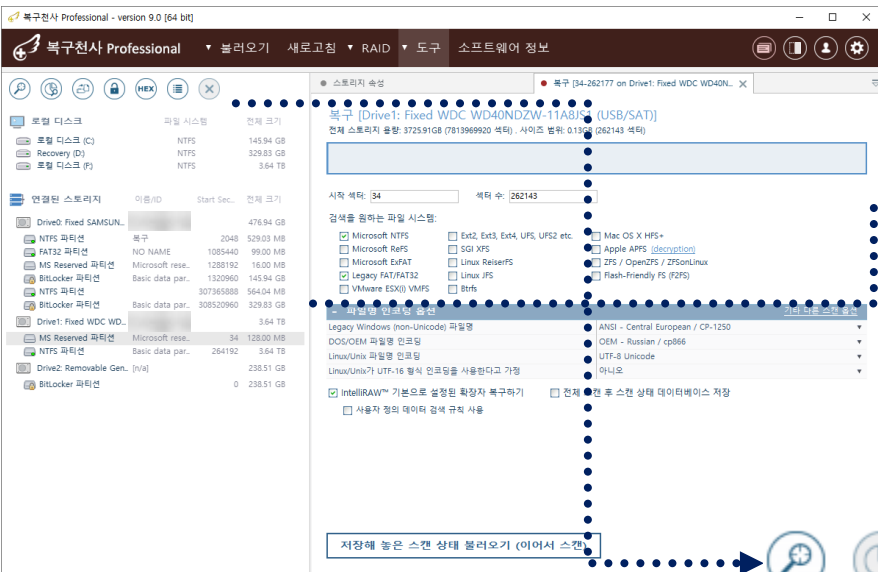 복구천사 Professional - version 9.0 [64 bit]
복구천사 Professional ▼ 불러오기 새로고침 ▼ RAID ▼ 도구 소프트웨어 정보
HEX
스토리지 속성
복구 [34-262177 on Drive1: Fixed WDC WD40N...
로컬 디스크 파일 시스템 전체 크기
로컬 디스크 (C:) NTFS 145.94 GB
Recovery (D:) NTFS 329.83 GB
로컬 디스크 (F:) NTFS 3.64 TB
연결된 스토리지 이름/ID Start Sec... 전체 크기
Drive0: Fixed SAMSUN... 476.94 GB
NTFS 파티션 복구 2048 529.03 MB
FAT32 파티션 NO NAME 1085440 99.00 MB
MS Reserved 파티션 Microsoft rese... 1288192 16.00 MB
BitLocker 파티션 Basic data par... 1320960 145.94 GB
NTFS 파티션 307365888 564.04 MB
BitLocker 파티션 Basic data par... 308520960 329.83 GB
Drive1: Fixed WDC WD... 3.64 TB
MS Reserved 파티션 Microsoft rese... 34 128.00 MB
NTFS 파티션 Basic data par... 264192 3.64 TB
Drive2: Removable Gen... [n/a] 238.51 GB
BitLocker 파티션 0 238.51 GB
복구 [Drive1: Fixed WDC WD40NDZW-11A8JS1 (USB/SAT)]
전체 스토리지 용량: 3725.91GB (7813969920 섹터) . 사이즈 범위: 0.13GB (262143 섹터)
시작 섹터: 34 섹터 수: 262143
검색을 원하는 파일 시스템:
Microsoft NTFS Ext2, Ext3, Ext4, UFS, UFS2 etc. Mac OS X HFS+
Microsoft ReFS SGI XFS Apple APFS (decryption)
Microsoft ExFAT Linux ReiserFS ZFS / OpenZFS / ZFSonLinux
Legacy FAT/FAT32 Linux JFS Flash-Friendly FS (F2FS)
VMware ESX(i) VMFS Btrfs
파일명 인코딩 옵션 기타 다른 스캔 옵션
Legacy Windows (non-Unicode) 파일명 ANSI - Central European / CP-1250
DOS/OEM 파일명 인코딩 OEM - Russian / cp866
Linux/Unix 파일명 인코딩 UTF-8 Unicode
Linux/Unix가 UTF-16 형식 인코딩을 사용한다고 가정 아니오
IntelliRAW™ 기본으로 설정된 확장자 복구하기 전체 스캔 후 스캔 상태 데이터베이스 저장
사용자 정의 데이터 검색 규칙 사용
저장해 놓은 스캔 상태 불러오기 (이어서 스캔)